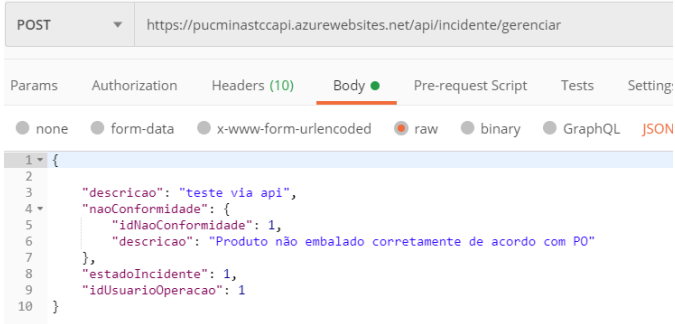 POST https://pucminastccapi.azurewebsites.net/api/incidente/gerenciar
Params Authorization Headers (10) Body Pre-request Script Tests Settings
none form-data x-www-form-urlencoded raw binary GraphQL JSON
1 {
2
3 "descricao": "teste via api",
4 "naoConformidade": {
5 "idNaoConformidade": 1,
6 "descricao": "Produto não embalado corretamente de acordo com PO"
7 },
8 "estadoIncidente": 1,
9 "idUsuarioOperacao": 1
10 }